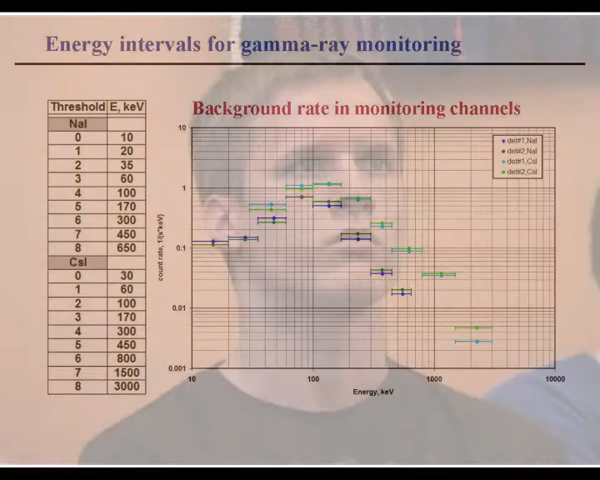 Energy intervals for gamma-ray monitoring
Threshold E, keV
NaI
0 10
1 20
2 35
3 60
4 100
5 170
6 300
7 450
8 650
CsI
0 30
1 60
2 100
3 170
4 300
5 450
6 800
7 1500
8 3000
Background rate in monitoring channels
det#1,NaI
det#2,NaI
det#1,CsI
det#2,CsI
count rate, 1/(s*keV)
10
1
0.1
0.01
0.001
10 100 1000 10000
Energy, keV